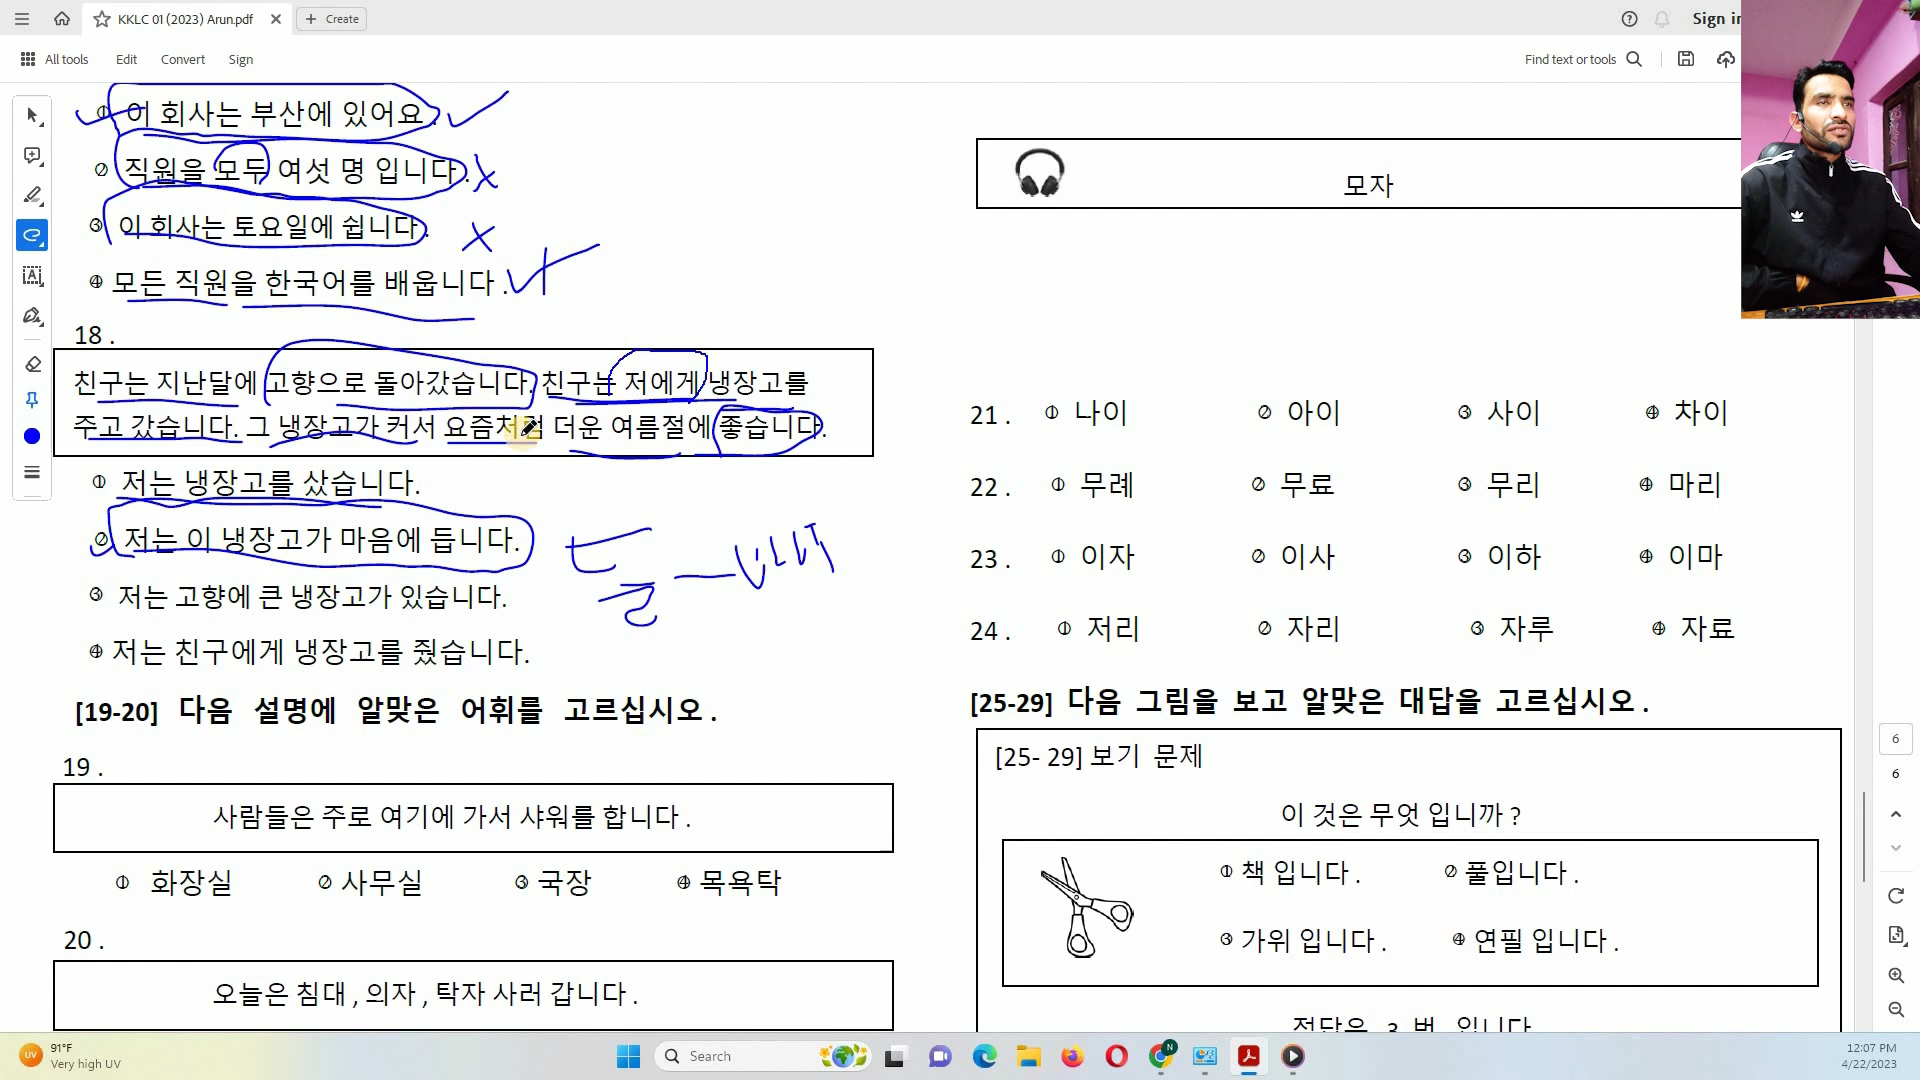 KKLC 01 (2023) Arun.pdf
Create
Sign in
All tools
Edit
Convert
Sign
Find text or tools
① 이 회사는 부산에 있어요.
② 직원을 모두 여섯 명 입니다.
③ 이 회사는 토요일에 쉽니다.
④ 모든 직원을 한국어를 배웁니다.
18 .
친구는 지난달에 고향으로 돌아갔습니다. 친구는 저에게 냉장고를
주고 갔습니다. 그 냉장고가 커서 요즘처럼 더운 여름절에 좋습니다.
① 저는 냉장고를 샀습니다.
② 저는 이 냉장고가 마음에 듭니다.
③ 저는 고향에 큰 냉장고가 있습니다.
④ 저는 친구에게 냉장고를 줬습니다.
[19-20] 다음 설명에 알맞은 어휘를 고르십시오 .
19 .
사람들은 주로 여기에 가서 샤워를 합니다 .
① 화장실 ② 사무실 ③ 국장 ④ 목욕탁
20 .
오늘은 침대 , 의자 , 탁자 사러 갑니다 .
모자
21 . ① 나이 ② 아이 ③ 사이 ④ 차이
22 . ① 무례 ② 무료 ③ 무리 ④ 마리
23 . ① 이자 ② 이사 ③ 이하 ④ 이마
24 . ① 저리 ② 자리 ③ 자루 ④ 자료
[25-29] 다음 그림을 보고 알맞은 대답을 고르십시오 .
[25- 29] 보기 문제
이 것은 무엇 입니까 ?
① 책 입니다 . ② 풀입니다 .
③ 가위 입니다 . ④ 연필 입니다 .
정답은 3 번 입니다
6
6
UV
91°F
Very high UV
Search
N
12:07 PM
4/22/2023